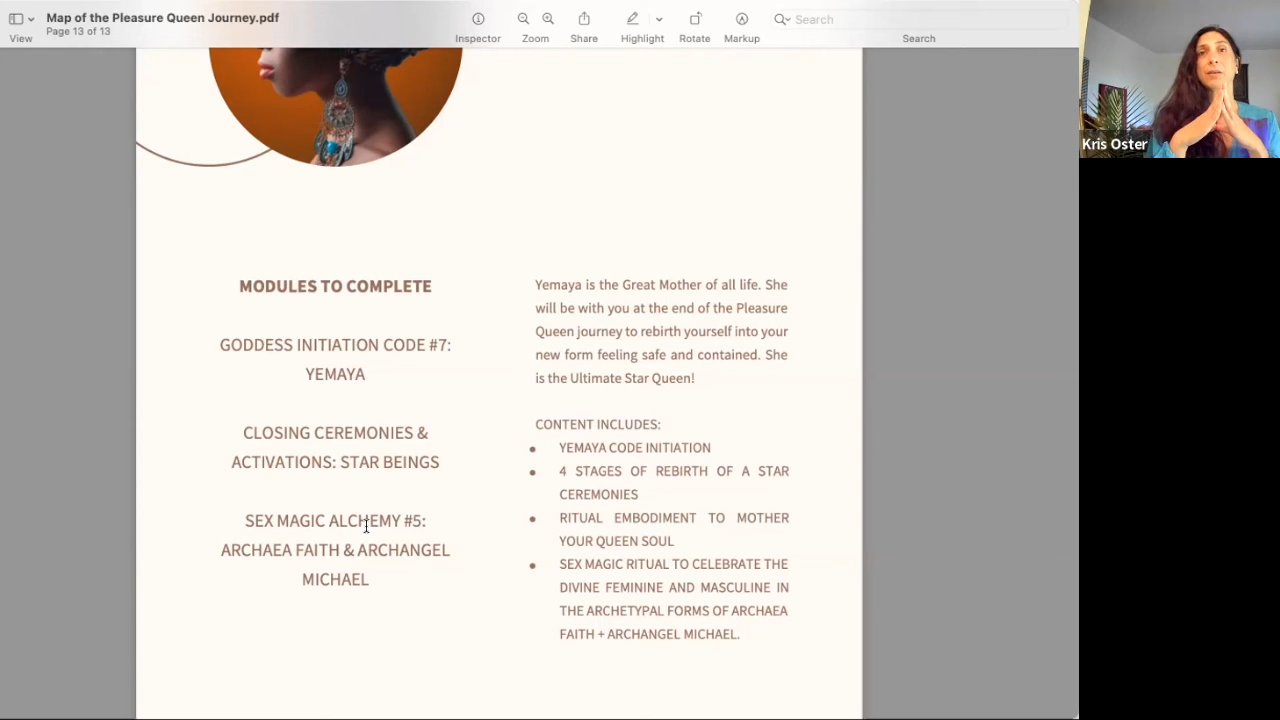 Map of the Pleasure Queen Journey.pdf
Page 13 of 13
View
Inspector
Zoom
Share
Highlight
Rotate
Markup
Search
Search
Kris Oster
MODULES TO COMPLETE
GODDESS INITIATION CODE #7:
YEMAYA
CLOSING CEREMONIES &
ACTIVATIONS: STAR BEINGS
SEX MAGIC ALCHEMY #5:
ARCHAEA FAITH & ARCHANGEL
MICHAEL
Yemaya is the Great Mother of all life. She
will be with you at the end of the Pleasure
Queen journey to rebirth yourself into your
new form feeling safe and contained. She
is the Ultimate Star Queen!
CONTENT INCLUDES:
● YEMAYA CODE INITIATION
● 4 STAGES OF REBIRTH OF A STAR
CEREMONIES
● RITUAL EMBODIMENT TO MOTHER
YOUR QUEEN SOUL
● SEX MAGIC RITUAL TO CELEBRATE THE
DIVINE FEMININE AND MASCULINE IN
THE ARCHETYPAL FORMS OF ARCHAEA
FAITH + ARCHANGEL MICHAEL.